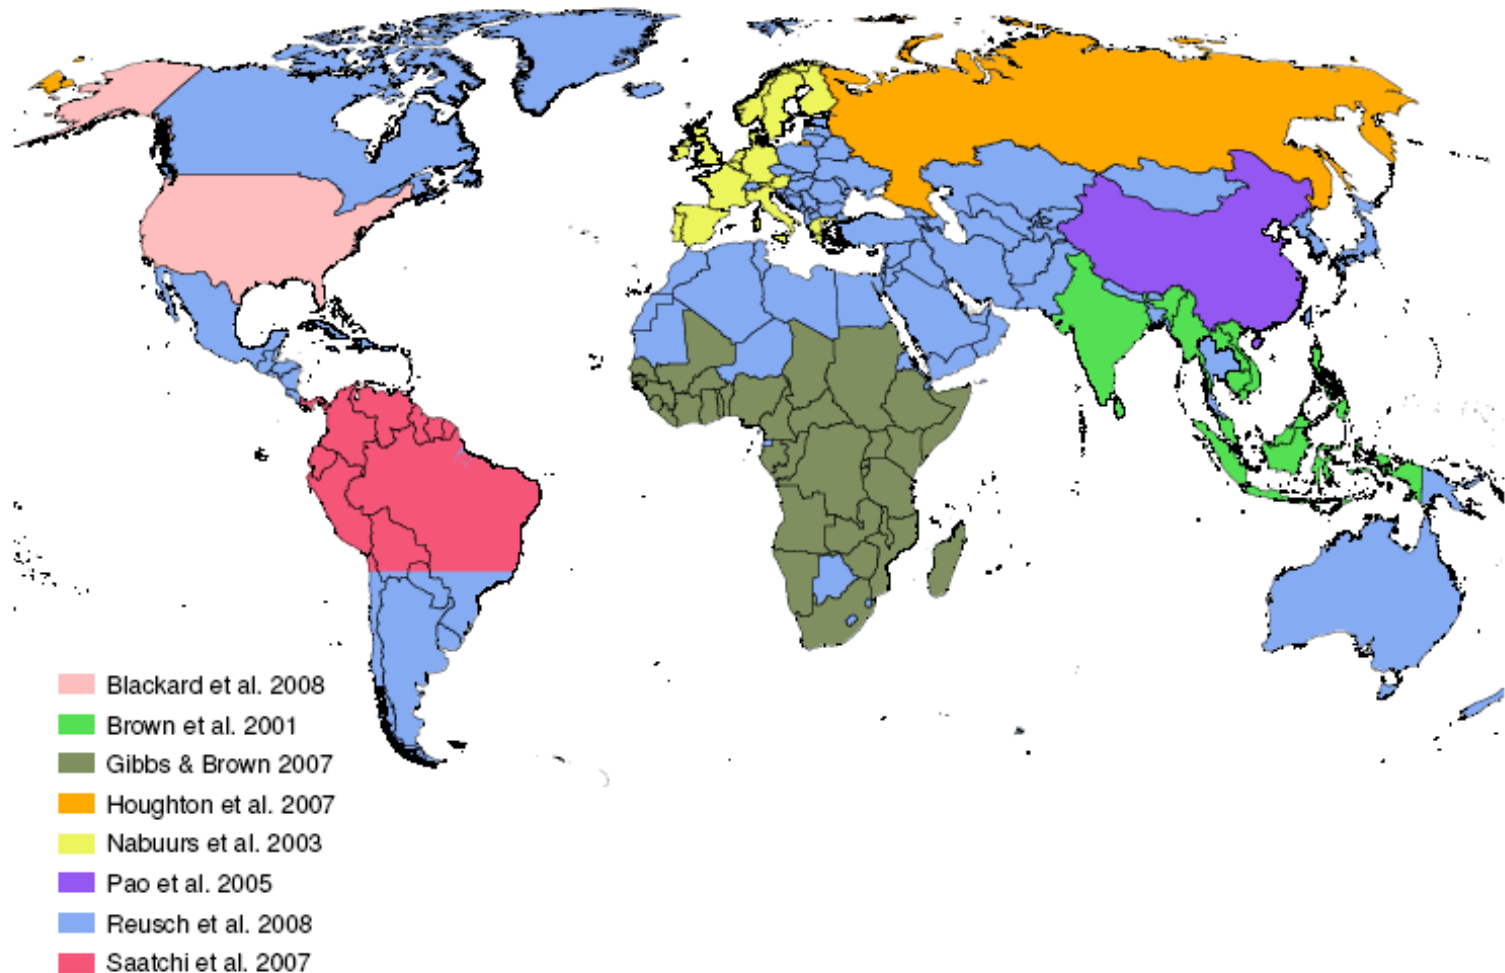 Blackard et al. 2008
Brown et al. 2001
Gibbs & Brown 2007
Houghton et al. 2007
Nabuurs et al. 2003
Pao et al. 2005
Reusch et al. 2008
Saatchi et al. 2007